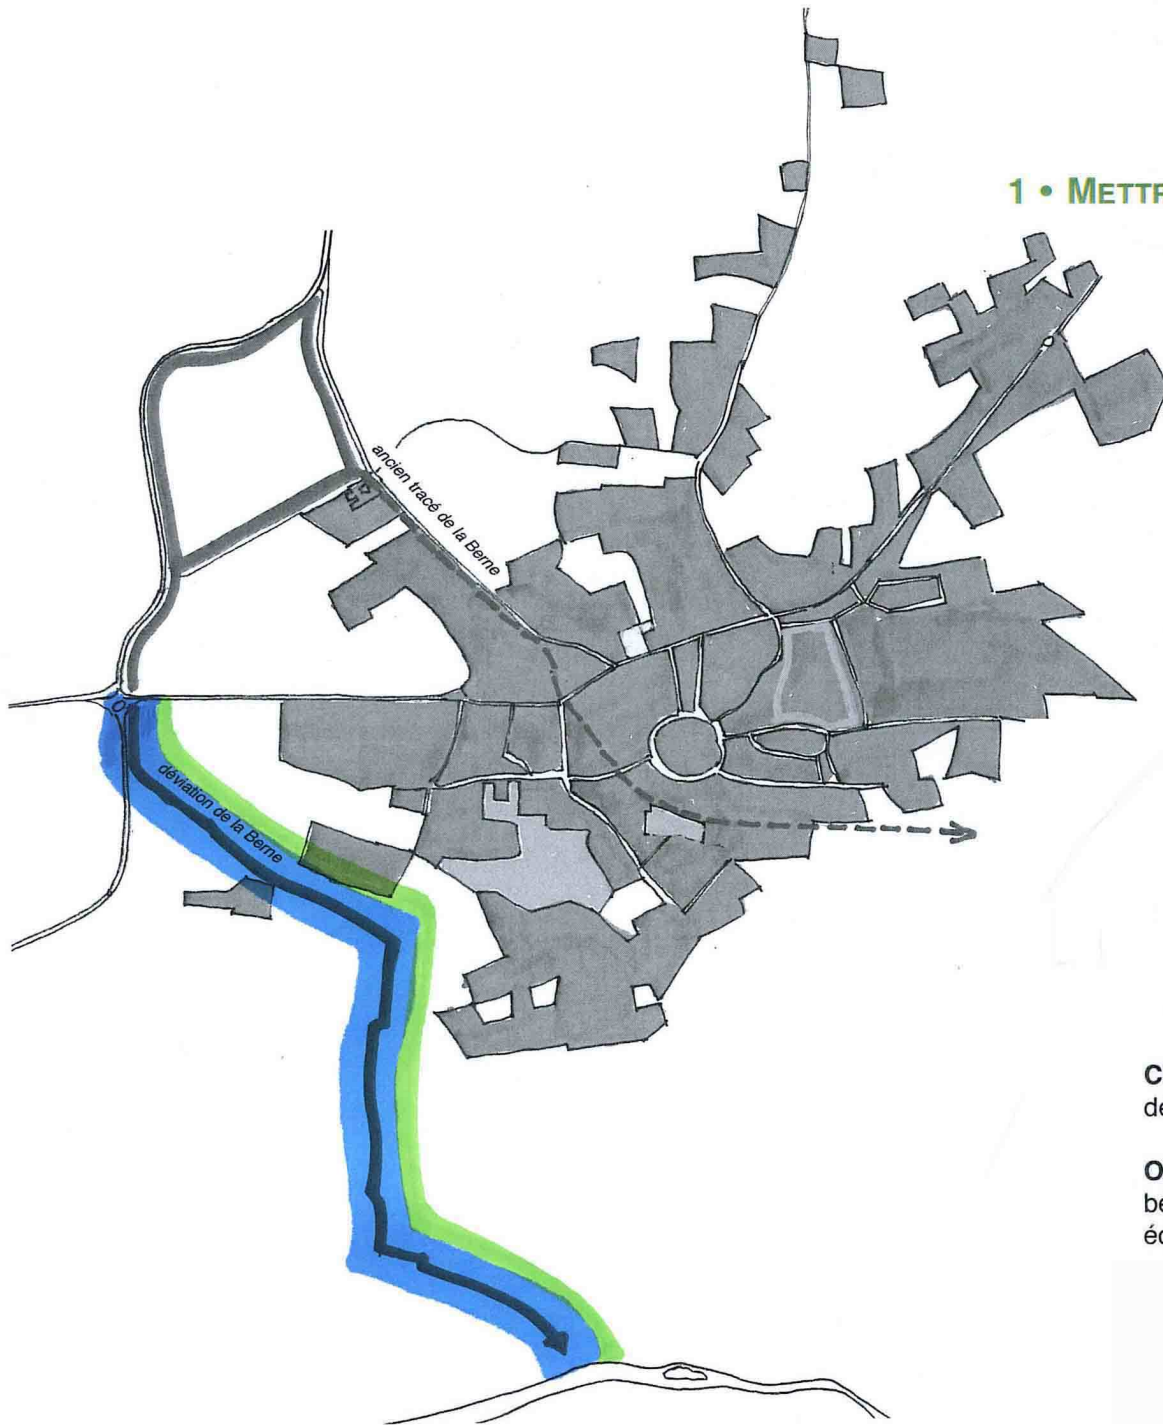 1 • METTR
ancien tracé de la Berne
déviation de la Berne
C
de
O
be
éc